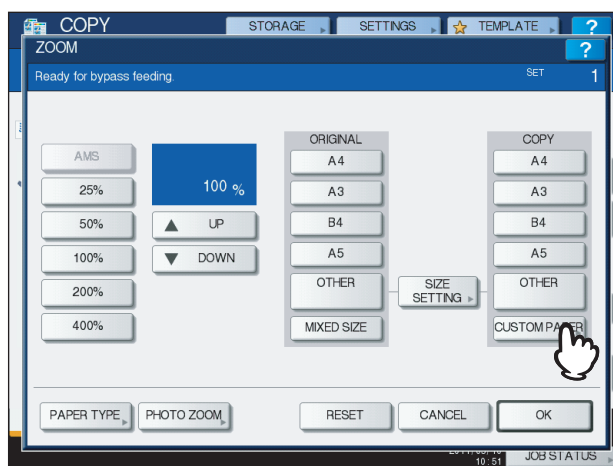 COPY
STORAGE
SETTINGS
TEMPLATE
?
ZOOM
?
Ready for bypass feeding.
SET 1
ORIGINAL
COPY
AMS
25%
50%
100%
200%
400%
100 %
UP
DOWN
A4
A3
B4
A5
OTHER
MIXED SIZE
SIZE
SETTING
A4
A3
B4
A5
OTHER
CUSTOM PAPER
PAPER TYPE
PHOTO ZOOM
RESET
CANCEL
OK
10:51
JOB STATUS